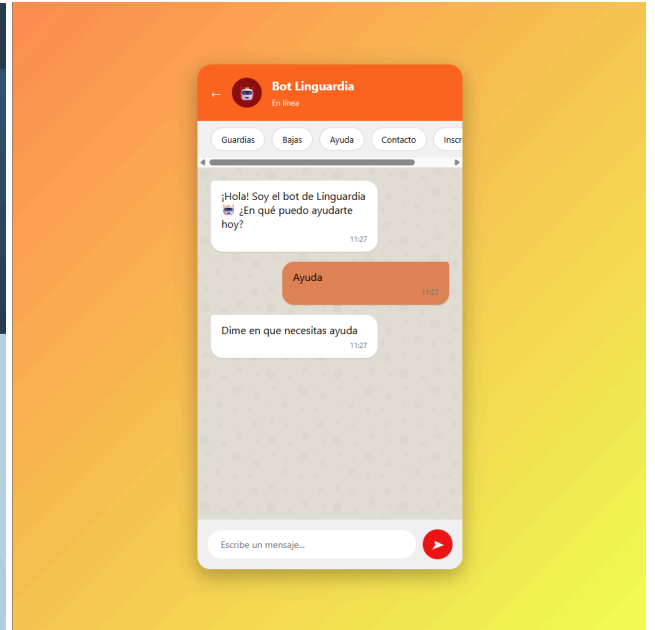 Bot Linguardia
En línea
Guardias
Bajas
Ayuda
Contacto
Inscr
¡Hola! Soy el bot de Linguardia
¿En qué puedo ayudarte
hoy?
11:27
Ayuda
11:27
Dime en que necesitas ayuda
11:27
Escribe un mensaje...